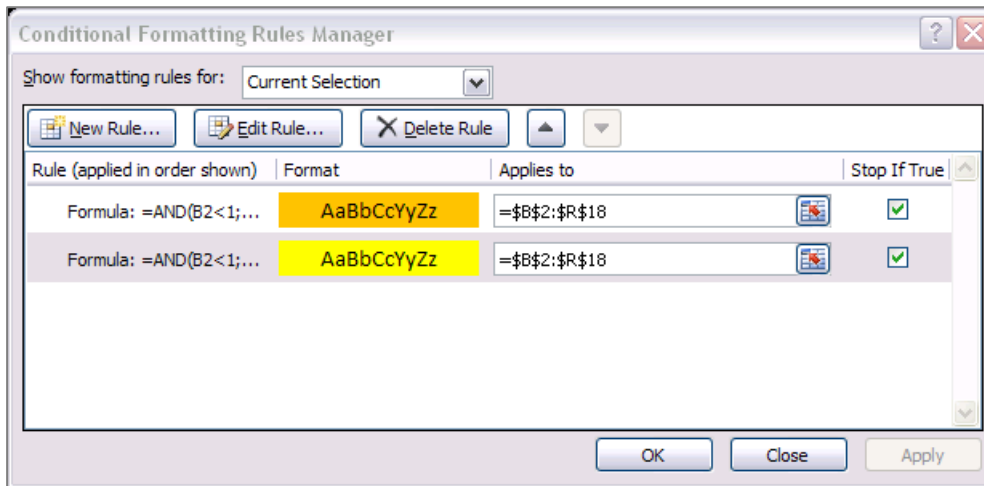 Conditional Formatting Rules Manager
Show formatting rules for: Current Selection
New Rule... Edit Rule... Delete Rule
Rule (applied in order shown) Format Applies to Stop If True
Formula: =AND(B2<1;... AaBbCcYyZz =$B$2:$R$18
Formula: =AND(B2<1;... AaBbCcYyZz =$B$2:$R$18
OK Close Apply